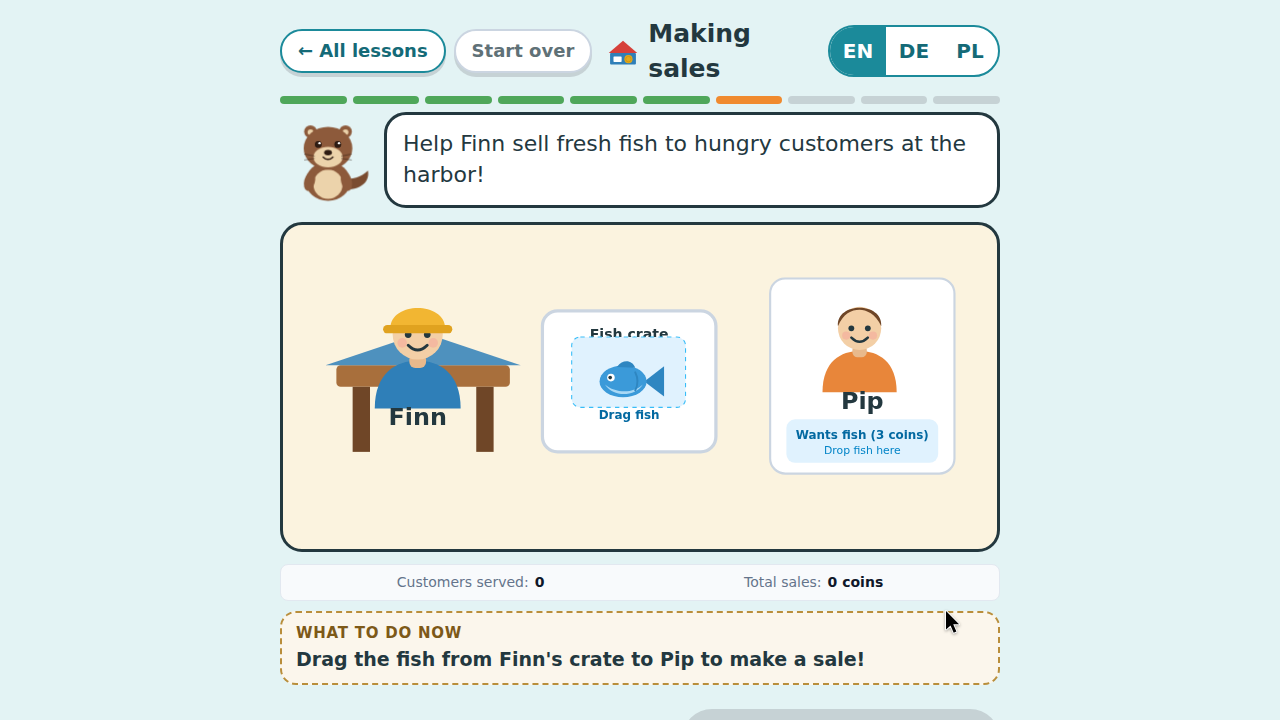 ← All lessons
Start over
Making
sales
EN
DE
PL
Help Finn sell fresh fish to hungry customers at the
harbor!
Finn
Fish crate
Drag fish
Pip
Wants fish (3 coins)
Drop fish here
Customers served: 0
Total sales: 0 coins
WHAT TO DO NOW
Drag the fish from Finn's crate to Pip to make a sale!